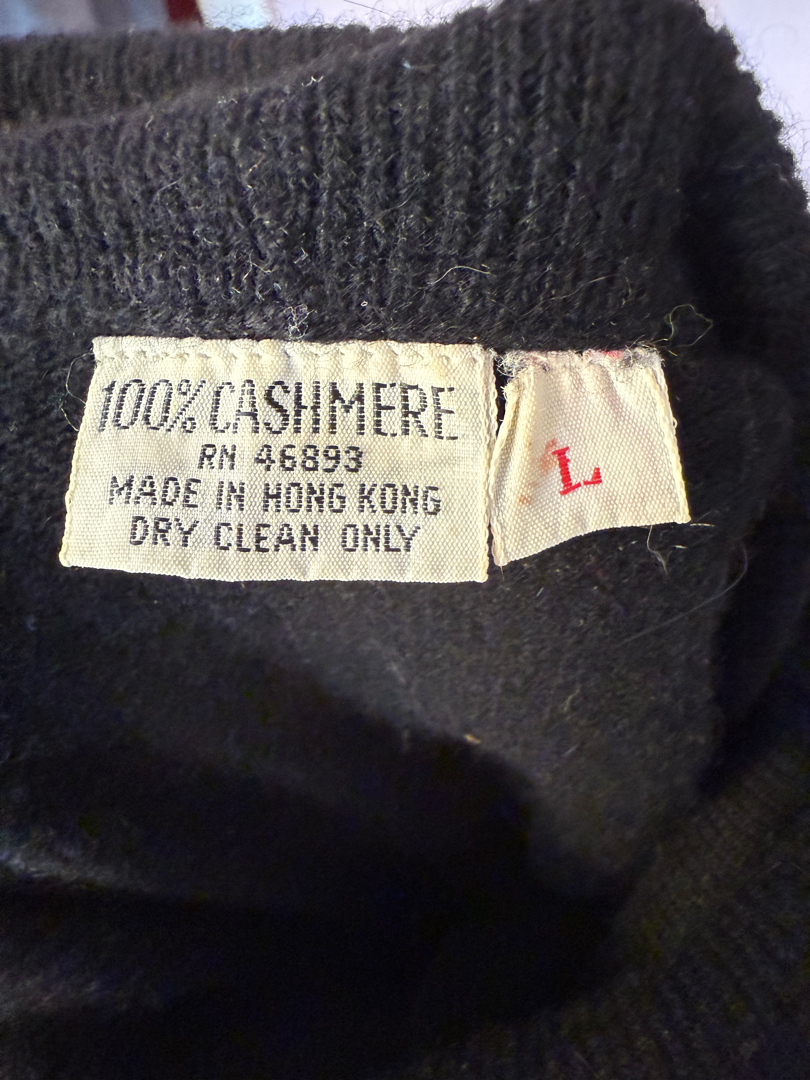 100% CASHMERE
RN 46893
MADE IN HONG KONG
DRY CLEAN ONLY
L